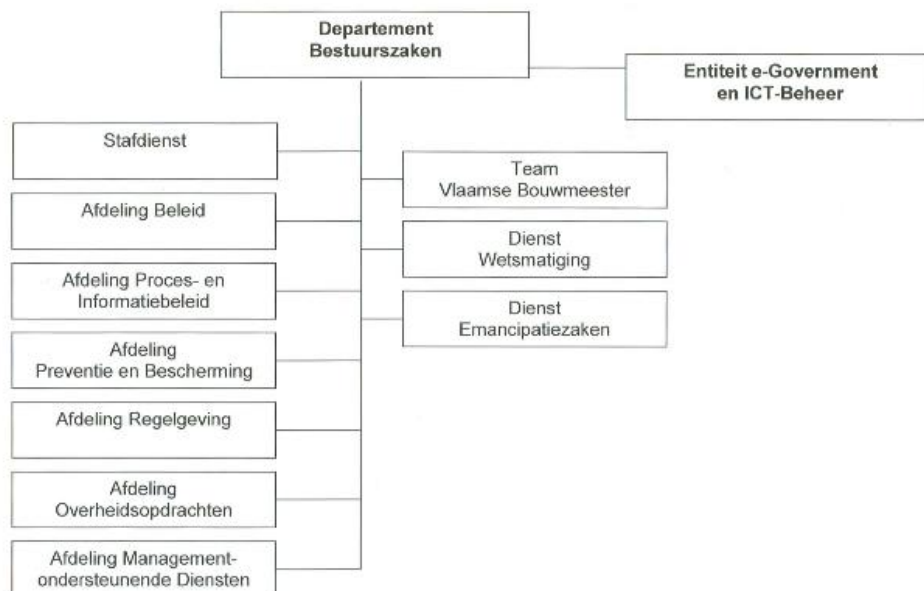 Departement
Bestuurszaken
Entiteit e-Government
en ICT-Beheer
Stafdienst
Afdeling Beleid
Afdeling Proces- en
Informatiebeleid
Afdeling
Preventie en Bescherming
Afdeling Regelgeving
Afdeling
Overheidsopdrachten
Afdeling Management-
ondersteunende Diensten
Team
Vlaamse Bouwmeester
Dienst
Wetsmatiging
Dienst
Emancipatiezaken